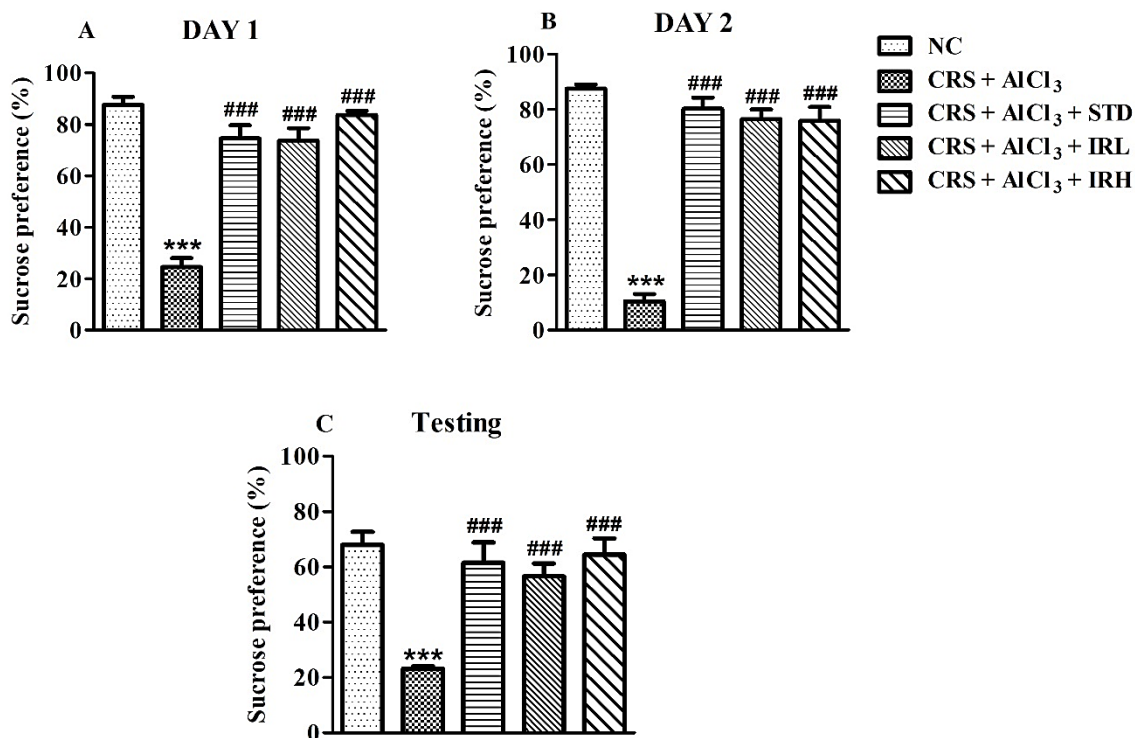 A
DAY 1
Sucrose preference (%)
100
80
60
40
20
0
***
###
###
###
B
DAY 2
Sucrose preference (%)
100
80
60
40
20
0
***
###
###
###
NC
CRS + AlCl₃
CRS + AlCl₃ + STD
CRS + AlCl₃ + IRL
CRS + AlCl₃ + IRH
C
Testing
Sucrose preference (%)
100
80
60
40
20
0
***
###
###
###